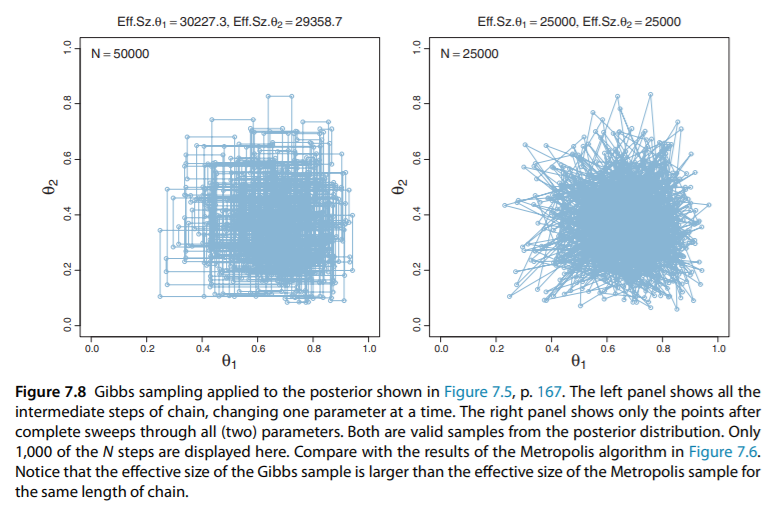 Eff.Sz.θ1 = 30227.3, Eff.Sz.θ2 = 29358.7
N = 50000
1.0
0.8
0.6
0.4
0.2
0.0
θ2
0.0 0.2 0.4 0.6 0.8 1.0
θ1
Eff.Sz.θ1 = 25000, Eff.Sz.θ2 = 25000
N = 25000
1.0
0.8
0.6
0.4
0.2
0.0
θ2
0.0 0.2 0.4 0.6 0.8 1.0
θ1
Figure 7.8 Gibbs sampling applied to the posterior shown in Figure 7.5, p. 167. The left panel shows all the
intermediate steps of chain, changing one parameter at a time. The right panel shows only the points after
complete sweeps through all (two) parameters. Both are valid samples from the posterior distribution. Only
1,000 of the N steps are displayed here. Compare with the results of the Metropolis algorithm in Figure 7.6.
Notice that the effective size of the Gibbs sample is larger than the effective size of the Metropolis sample for
the same length of chain.